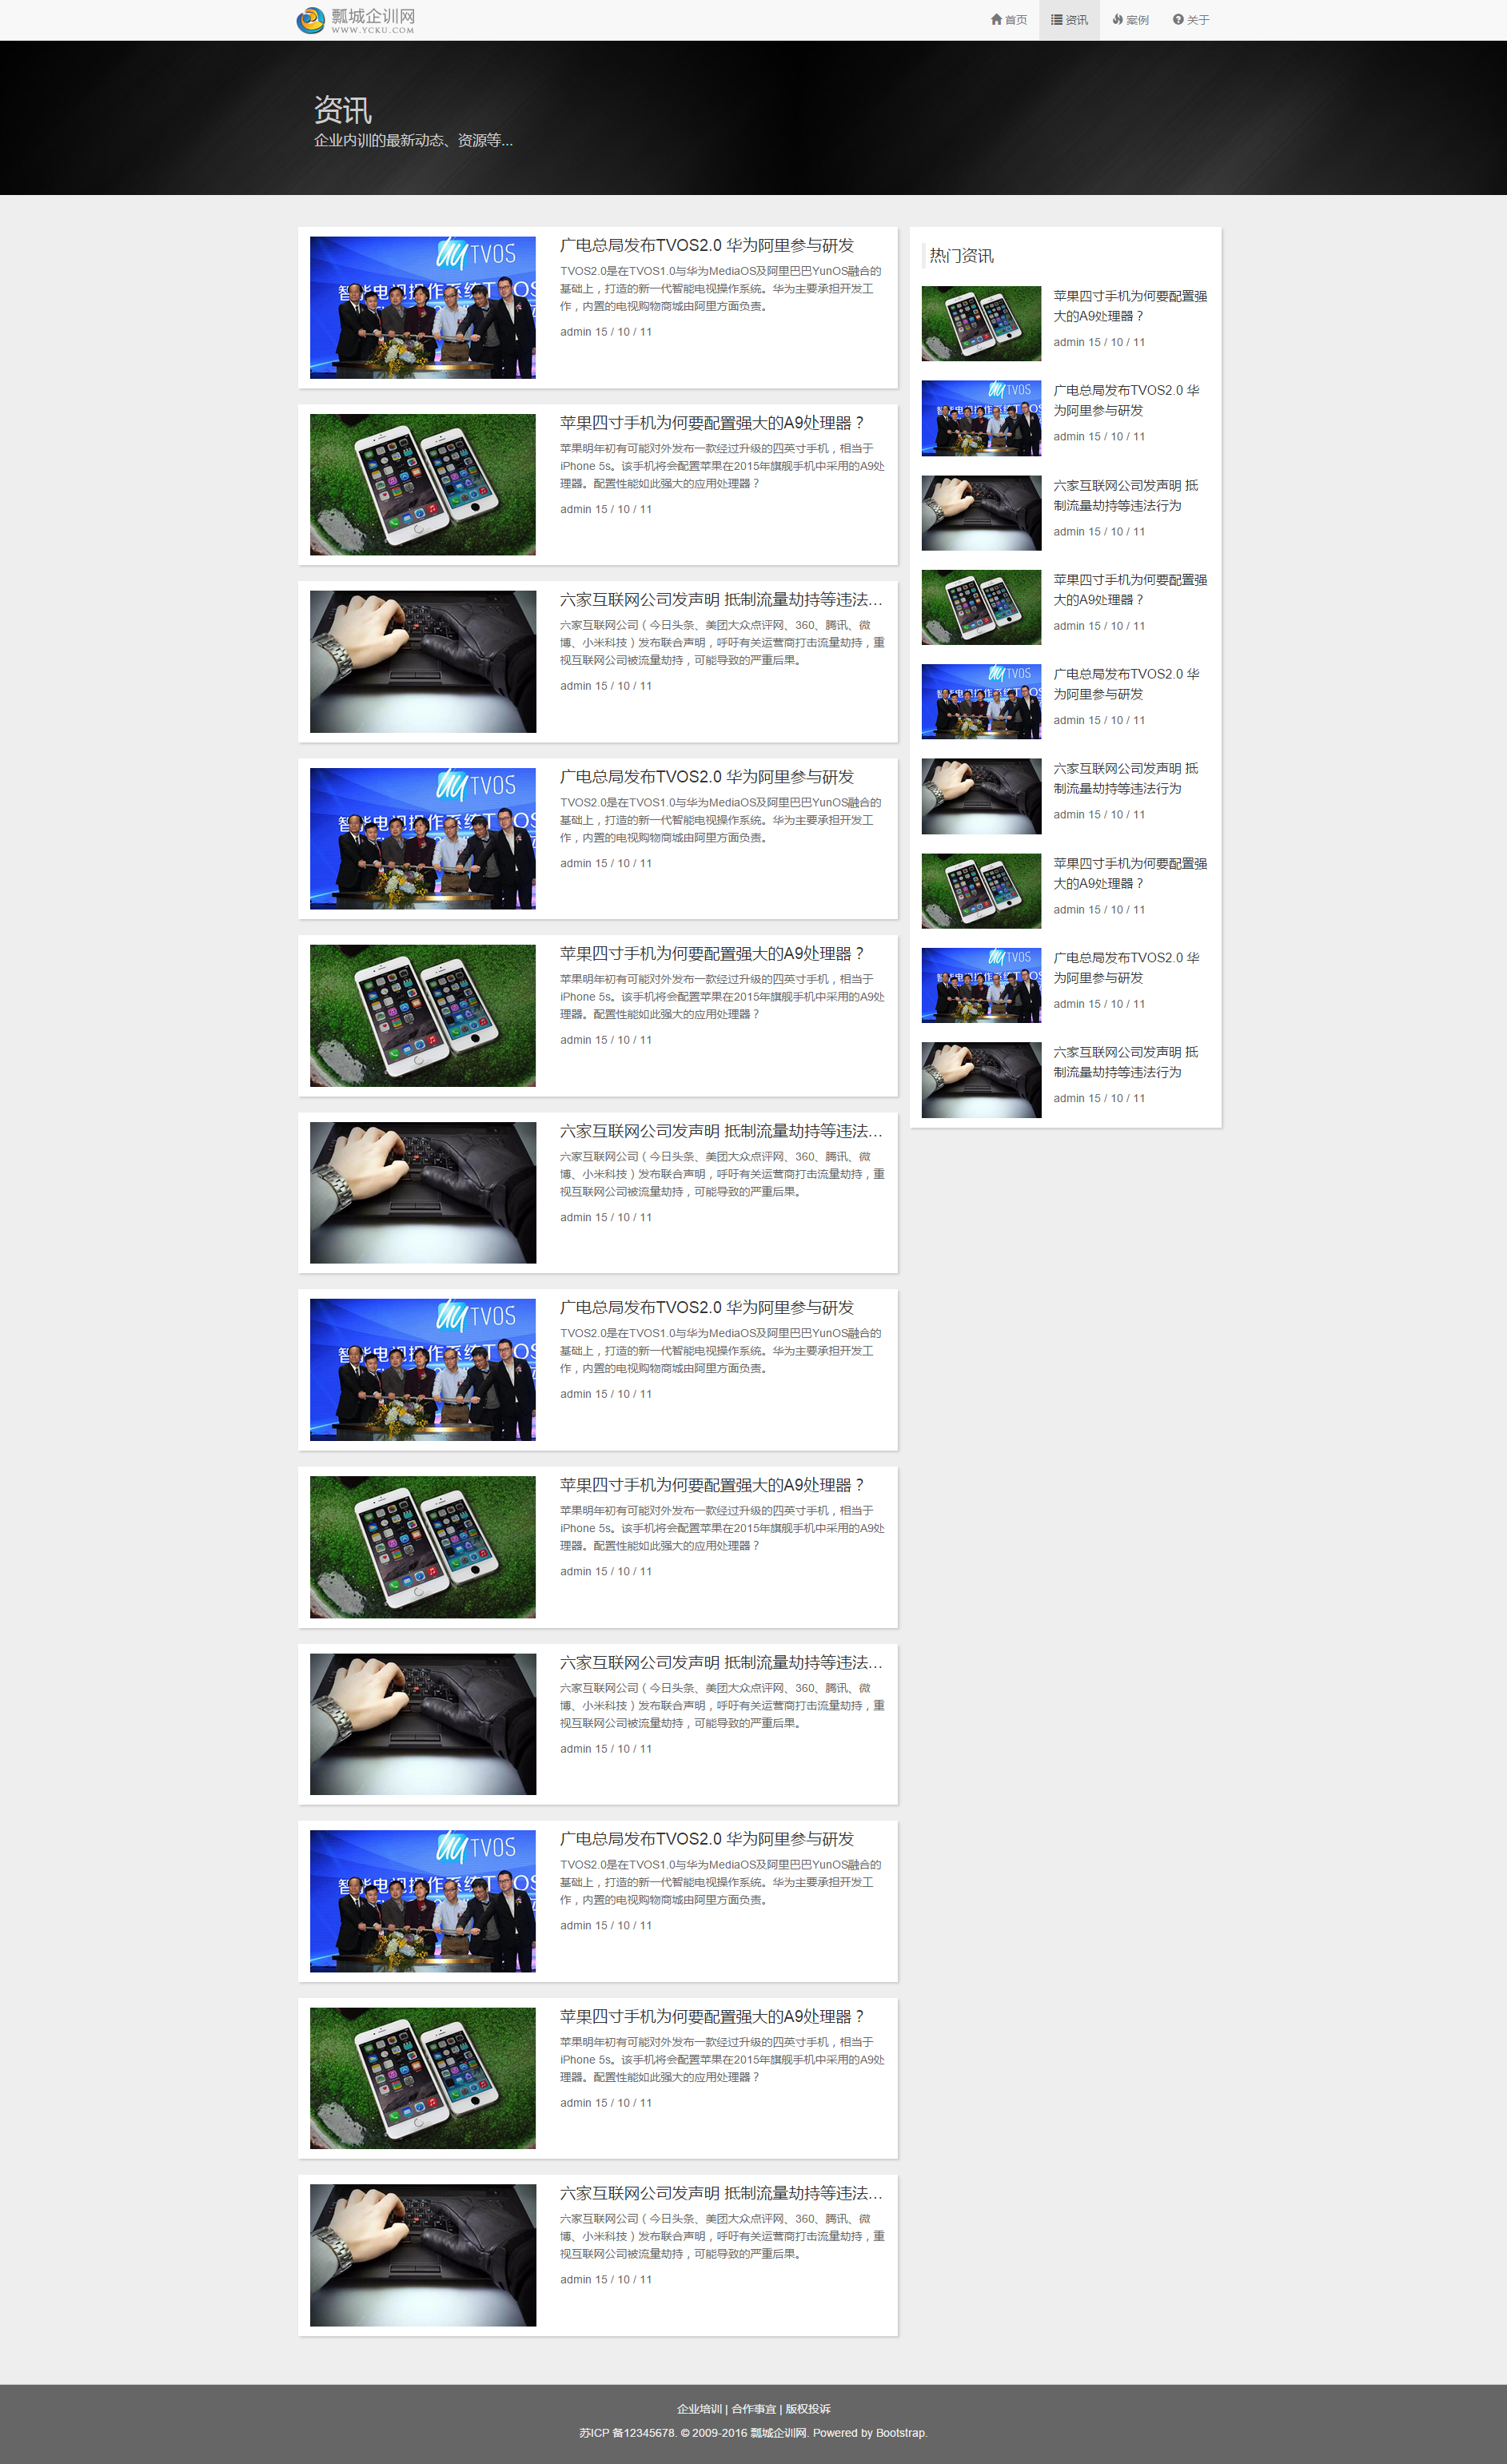 瓢城企训网
WWW.YCKU.COM
首页
资讯
案例
关于
资讯
企业内训的最新动态、资源等...
TVOS
广电总局发布TVOS2.0 华为阿里参与研发
TVOS2.0是在TVOS1.0与华为MediaOS及阿里巴巴YunOS融合的
基础上，打造的新一代智能电视操作系统。华为主要承担开发工
作，内置的电视购物商城由阿里方面负责。
admin 15 / 10 / 11
苹果四寸手机为何要配置强大的A9处理器？
苹果明年初有可能对外发布一款经过升级的四英寸手机，相当于
iPhone 5s。该手机将会配置苹果在2015年旗舰手机中采用的A9处
理器。配置性能如此强大的应用处理器？
admin 15 / 10 / 11
六家互联网公司发声明 抵制流量劫持等违法...
六家互联网公司（今日头条、美团大众点评网、360、腾讯、微
博、小米科技）发布联合声明，呼吁有关运营商打击流量劫持，重
视互联网公司被流量劫持，可能导致的严重后果。
admin 15 / 10 / 11
TVOS
广电总局发布TVOS2.0 华为阿里参与研发
TVOS2.0是在TVOS1.0与华为MediaOS及阿里巴巴YunOS融合的
基础上，打造的新一代智能电视操作系统。华为主要承担开发工
作，内置的电视购物商城由阿里方面负责。
admin 15 / 10 / 11
苹果四寸手机为何要配置强大的A9处理器？
苹果明年初有可能对外发布一款经过升级的四英寸手机，相当于
iPhone 5s。该手机将会配置苹果在2015年旗舰手机中采用的A9处
理器。配置性能如此强大的应用处理器？
admin 15 / 10 / 11
六家互联网公司发声明 抵制流量劫持等违法...
六家互联网公司（今日头条、美团大众点评网、360、腾讯、微
博、小米科技）发布联合声明，呼吁有关运营商打击流量劫持，重
视互联网公司被流量劫持，可能导致的严重后果。
admin 15 / 10 / 11
TVOS
广电总局发布TVOS2.0 华为阿里参与研发
TVOS2.0是在TVOS1.0与华为MediaOS及阿里巴巴YunOS融合的
基础上，打造的新一代智能电视操作系统。华为主要承担开发工
作，内置的电视购物商城由阿里方面负责。
admin 15 / 10 / 11
苹果四寸手机为何要配置强大的A9处理器？
苹果明年初有可能对外发布一款经过升级的四英寸手机，相当于
iPhone 5s。该手机将会配置苹果在2015年旗舰手机中采用的A9处
理器。配置性能如此强大的应用处理器？
admin 15 / 10 / 11
六家互联网公司发声明 抵制流量劫持等违法...
六家互联网公司（今日头条、美团大众点评网、360、腾讯、微
博、小米科技）发布联合声明，呼吁有关运营商打击流量劫持，重
视互联网公司被流量劫持，可能导致的严重后果。
admin 15 / 10 / 11
TVOS
广电总局发布TVOS2.0 华为阿里参与研发
TVOS2.0是在TVOS1.0与华为MediaOS及阿里巴巴YunOS融合的
基础上，打造的新一代智能电视操作系统。华为主要承担开发工
作，内置的电视购物商城由阿里方面负责。
admin 15 / 10 / 11
苹果四寸手机为何要配置强大的A9处理器？
苹果明年初有可能对外发布一款经过升级的四英寸手机，相当于
iPhone 5s。该手机将会配置苹果在2015年旗舰手机中采用的A9处
理器。配置性能如此强大的应用处理器？
admin 15 / 10 / 11
六家互联网公司发声明 抵制流量劫持等违法...
六家互联网公司（今日头条、美团大众点评网、360、腾讯、微
博、小米科技）发布联合声明，呼吁有关运营商打击流量劫持，重
视互联网公司被流量劫持，可能导致的严重后果。
admin 15 / 10 / 11
热门资讯
苹果四寸手机为何要配置强
大的A9处理器？
admin 15 / 10 / 11
TVOS
广电总局发布TVOS2.0 华
为阿里参与研发
admin 15 / 10 / 11
六家互联网公司发声明 抵
制流量劫持等违法行为
admin 15 / 10 / 11
苹果四寸手机为何要配置强
大的A9处理器？
admin 15 / 10 / 11
TVOS
广电总局发布TVOS2.0 华
为阿里参与研发
admin 15 / 10 / 11
六家互联网公司发声明 抵
制流量劫持等违法行为
admin 15 / 10 / 11
苹果四寸手机为何要配置强
大的A9处理器？
admin 15 / 10 / 11
TVOS
广电总局发布TVOS2.0 华
为阿里参与研发
admin 15 / 10 / 11
六家互联网公司发声明 抵
制流量劫持等违法行为
admin 15 / 10 / 11
企业培训 | 合作事宜 | 版权投诉
苏ICP 备12345678. © 2009-2016 瓢城企训网. Powered by Bootstrap.